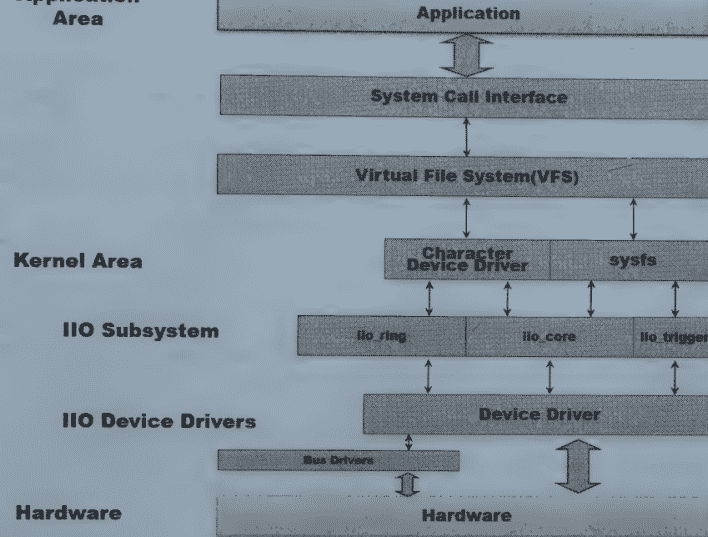 Application
Area
Application
System Call Interface
Virtual File System(VFS)
Kernel Area
Character
Device Driver
sysfs
IIO Subsystem
iio_ring
iio_core
iio_trigger
IIO Device Drivers
Device Driver
Bus Drivers
Hardware
Hardware